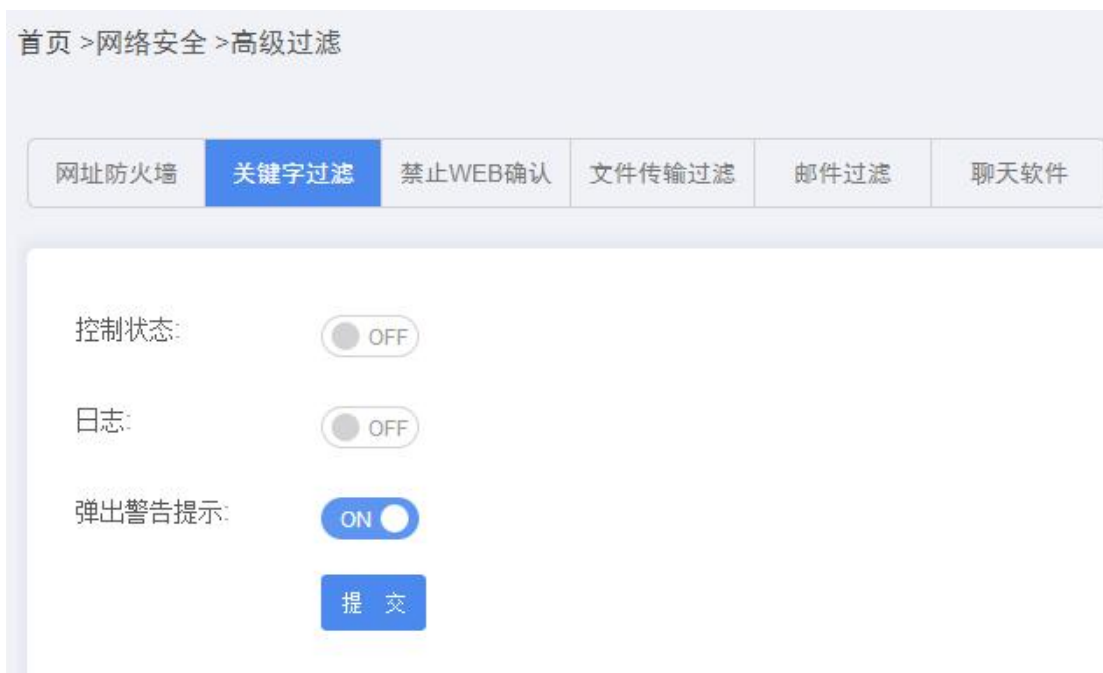 首页 >网络安全 >高级过滤
网址防火墙 关键字过滤 禁止WEB确认 文件传输过滤 邮件过滤 聊天软件
控制状态: OFF
日志: OFF
弹出警告提示: ON
提 交